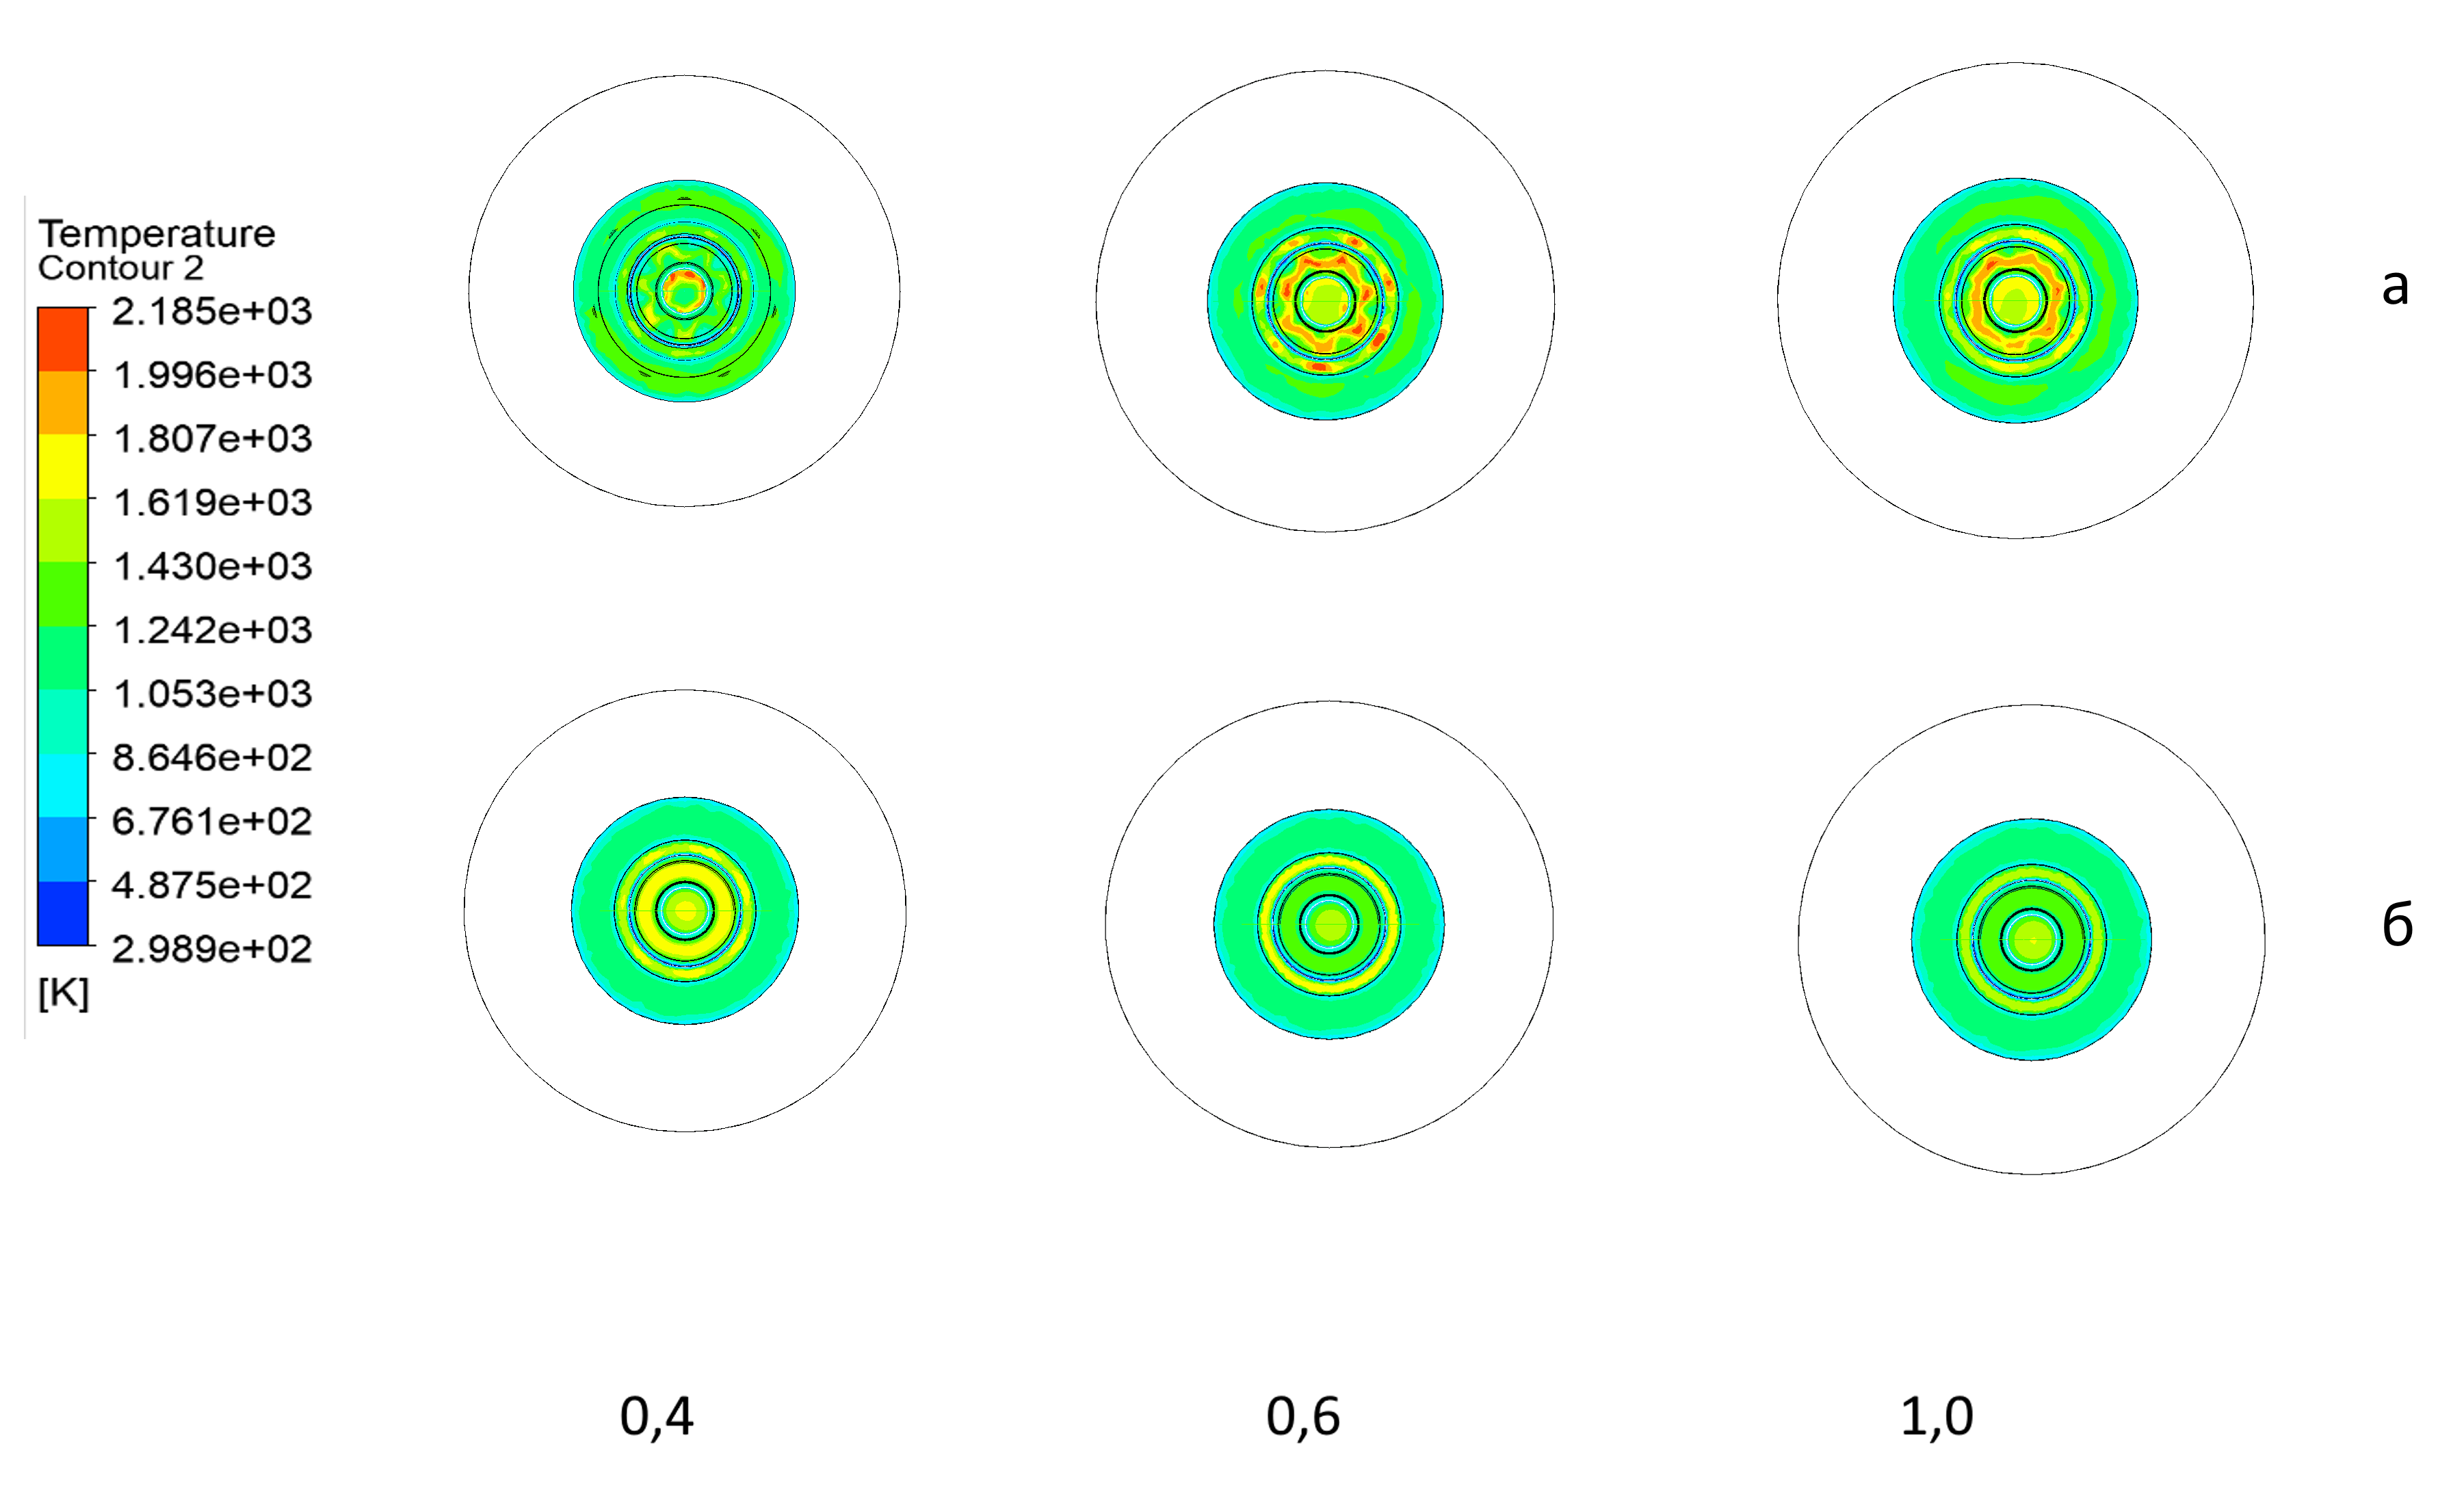 Temperature
Contour 2
2.185e+03
1.996e+03
1.807e+03
1.619e+03
1.430e+03
1.242e+03
1.053e+03
8.646e+02
6.761e+02
4.875e+02
2.989e+02
[K]
а
б
0,4 0,6 1,0